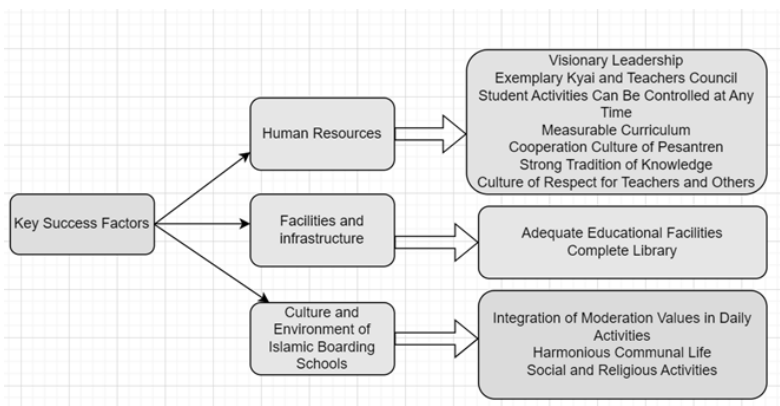 Key Success Factors
Human Resources
Visionary Leadership
Exemplary Kyai and Teachers Council
Student Activities Can Be Controlled at Any
Time
Measurable Curriculum
Cooperation Culture of Pesantren
Strong Tradition of Knowledge
Culture of Respect for Teachers and Others
Facilities and
infrastructure
Adequate Educational Facilities
Complete Library
Culture and
Environment of
Islamic Boarding
Schools
Integration of Moderation Values in Daily
Activities
Harmonious Communal Life
Social and Religious Activities